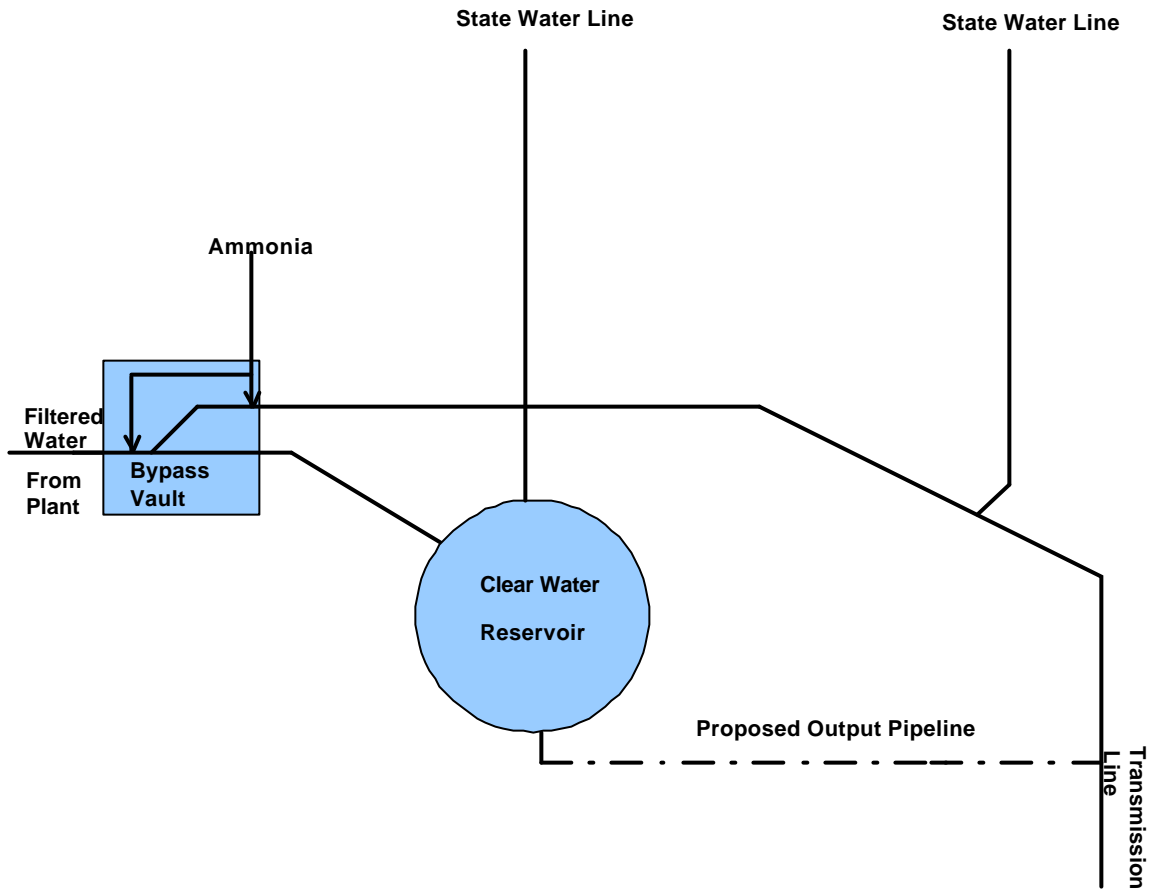 State Water Line
State Water Line
Ammonia
Filtered
Water
From
Plant
Bypass
Vault
Clear Water
Reservoir
Proposed Output Pipeline
Transmission
Line